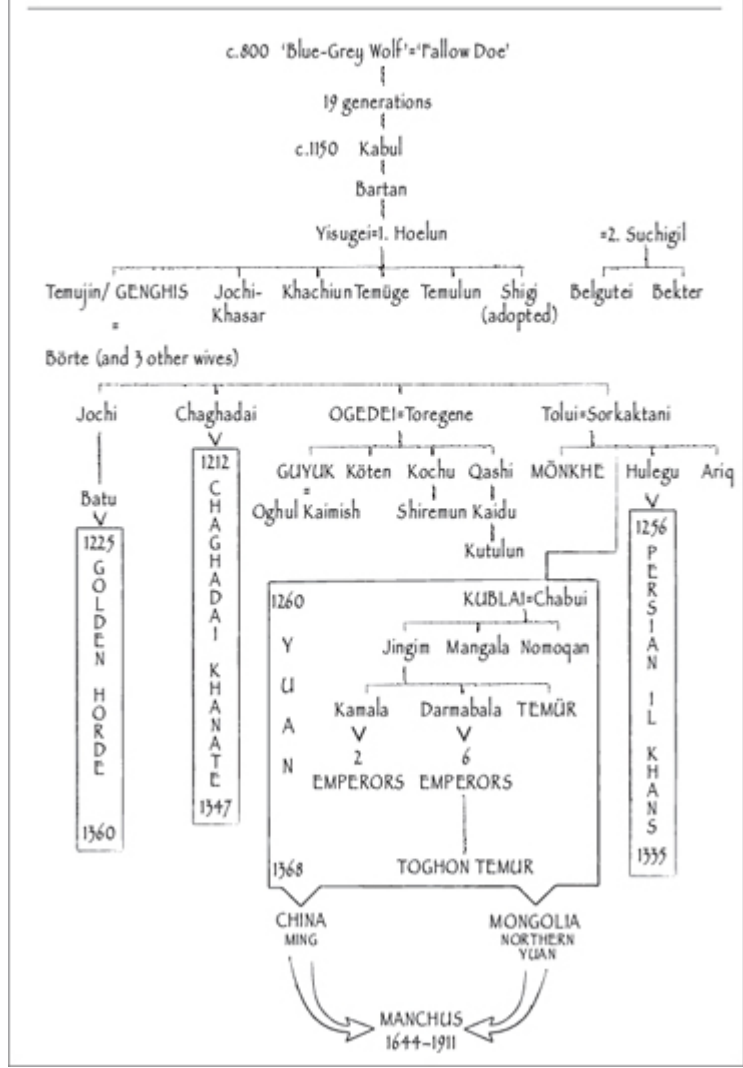 c.800 'Blue-Grey Wolf'='Fallow Doe'
19 generations
c.1150 Kabul
Bartan
Yisugei=1. Hoelun =2. Suchigil
Temujin/ GENGHIS Jochi- Khachiun Temüge Temulun Shigi Belgutei Bekter
= Khasar (adopted)
Börte (and 3 other wives)
Jochi Chaghadai OGEDEI=Toregene Tolui=Sorkaktani
GUYUK Köten Kochu Qashi MÖNKHE Hulegu Ariq
=
Oghul Kaimish Shiremun Kaidu
Kutulun
Batu
1225
GOLDEN HORDE
1360
1212
CHAGHADAI KHANATE
1347
1260 KUBLAI=Chabui
YUAN
Jingim Mangala Nomoqan
Kamala Darmabala TEMÜR
2 6
EMPERORS EMPERORS
1368 TOGHON TEMUR
1256
PERSIAN IL KHANS
1335
CHINA MONGOLIA
MING NORTHERN
YUAN
MANCHUS
1644–1911